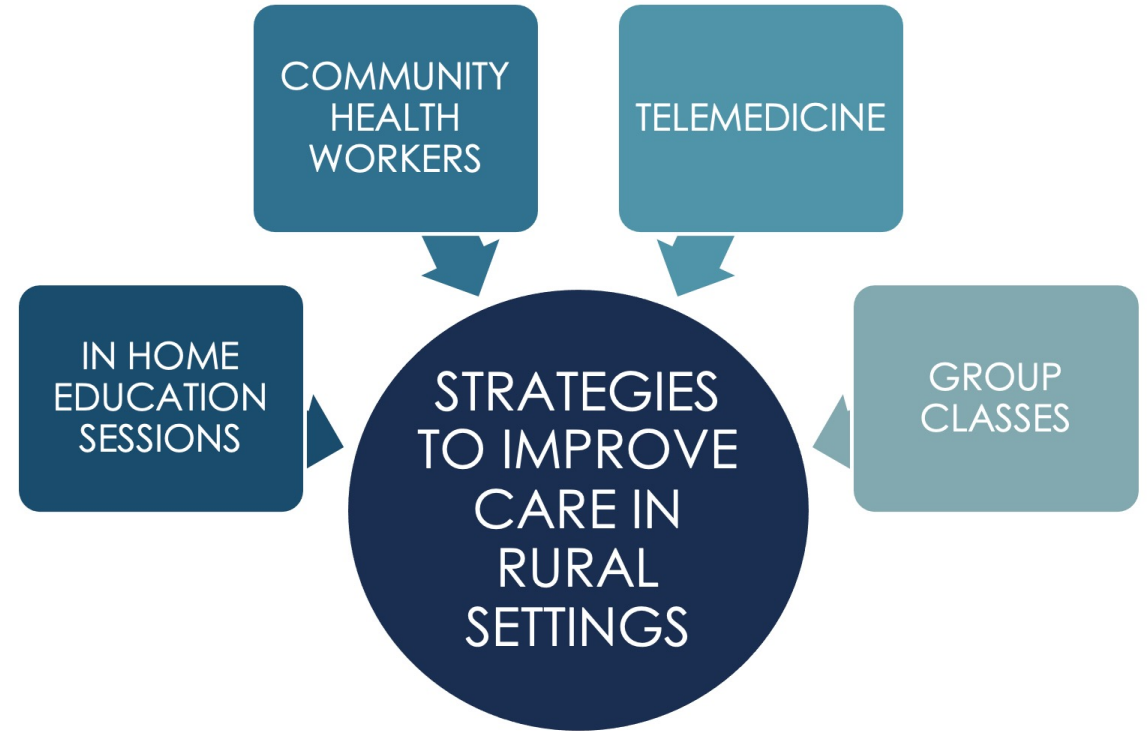 COMMUNITY
HEALTH
WORKERS
TELEMEDICINE
IN HOME
EDUCATION
SESSIONS
GROUP
CLASSES
STRATEGIES
TO IMPROVE
CARE IN
RURAL
SETTINGS